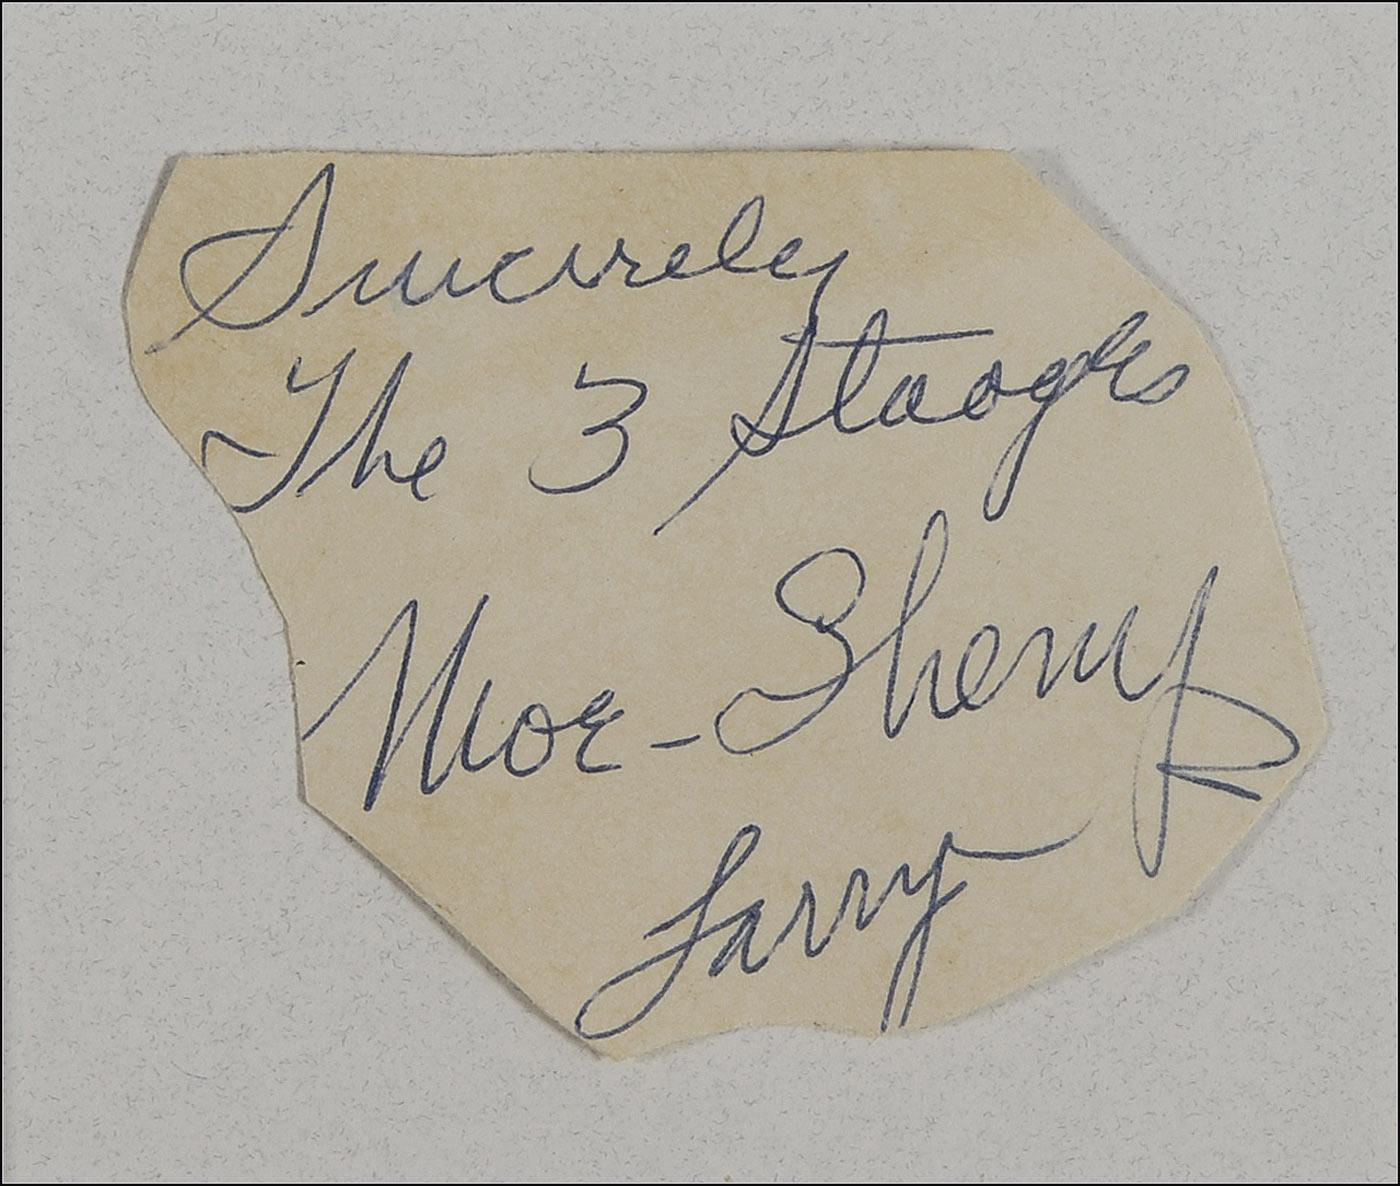 Sincerely
The 3 Stooges
Moe - Shemp
Larry